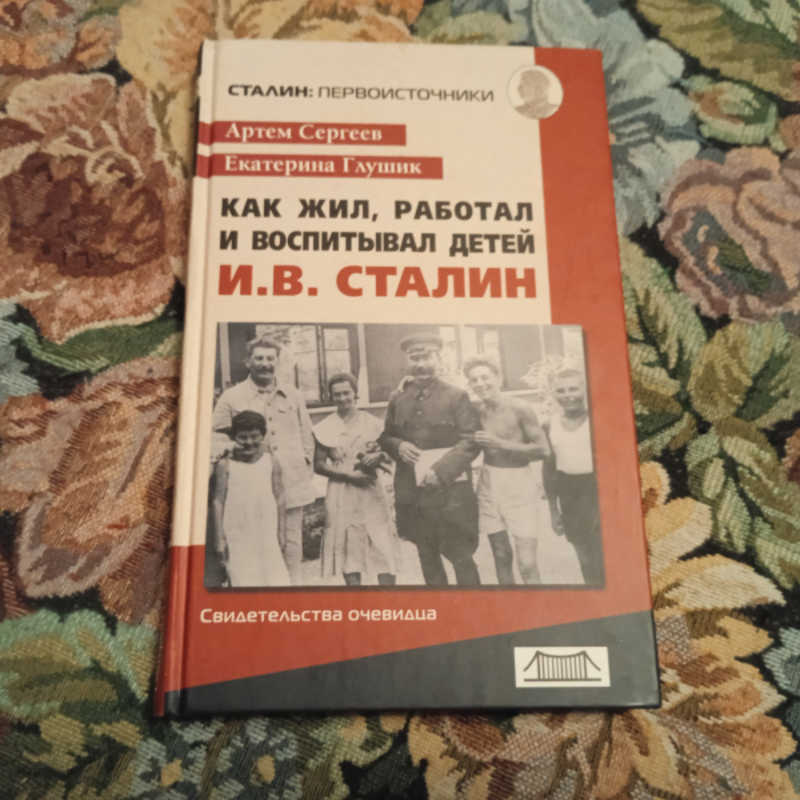 СТАЛИН: ПЕРВОИСТОЧНИКИ
Артем Сергеев
Екатерина Глушик
КАК ЖИЛ, РАБОТАЛ
И ВОСПИТЫВАЛ ДЕТЕЙ
И.В. СТАЛИН
Свидетельства очевидца